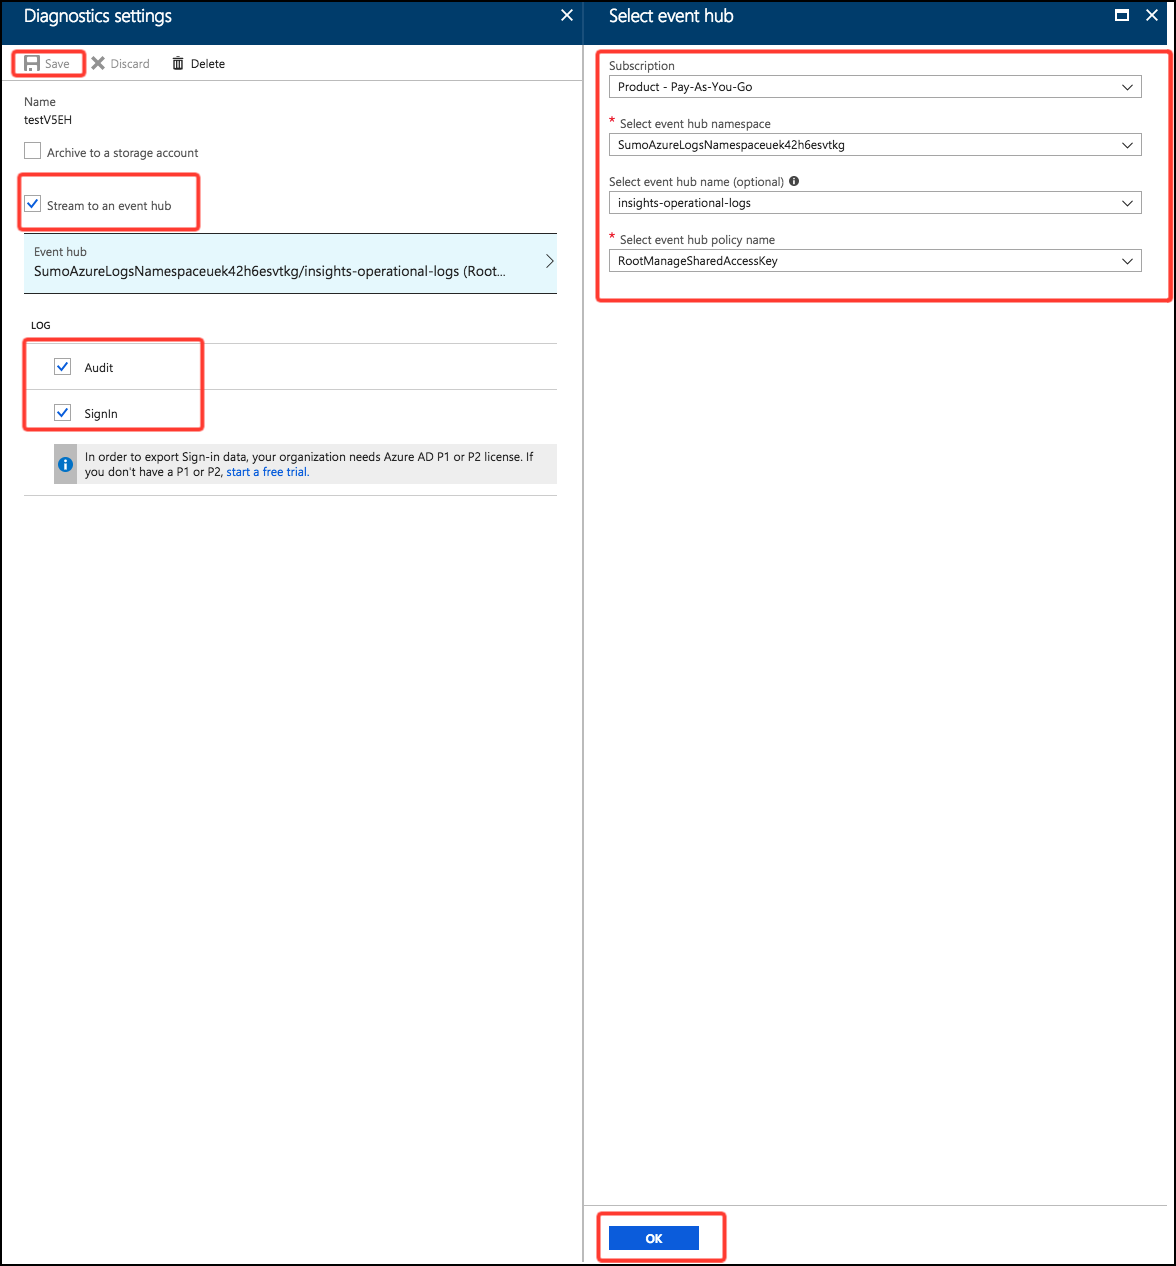 Diagnostics settings
Save Discard Delete
Name
testV5EH
Archive to a storage account
Stream to an event hub
Event hub
SumoAzureLogsNamespaceuek42h6esvtkg/insights-operational-logs (Root...
LOG
Audit
SignIn
In order to export Sign-in data, your organization needs Azure AD P1 or P2 license. If
you don't have a P1 or P2, start a free trial.
Select event hub
Subscription
Product - Pay-As-You-Go
* Select event hub namespace
SumoAzureLogsNamespaceuek42h6esvtkg
Select event hub name (optional)
insights-operational-logs
* Select event hub policy name
RootManageSharedAccessKey
OK